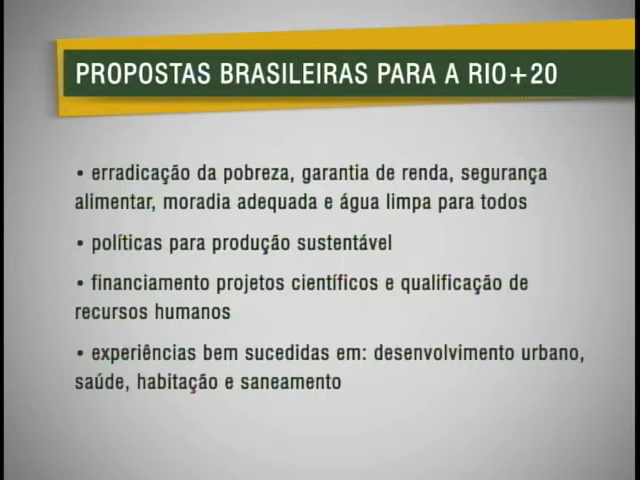 PROPOSTAS BRASILEIRAS PARA A RIO+20
• erradicação da pobreza, garantia de renda, segurança
alimentar, moradia adequada e água limpa para todos
• políticas para produção sustentável
• financiamento projetos científicos e qualificação de
recursos humanos
• experiências bem sucedidas em: desenvolvimento urbano,
saúde, habitação e saneamento